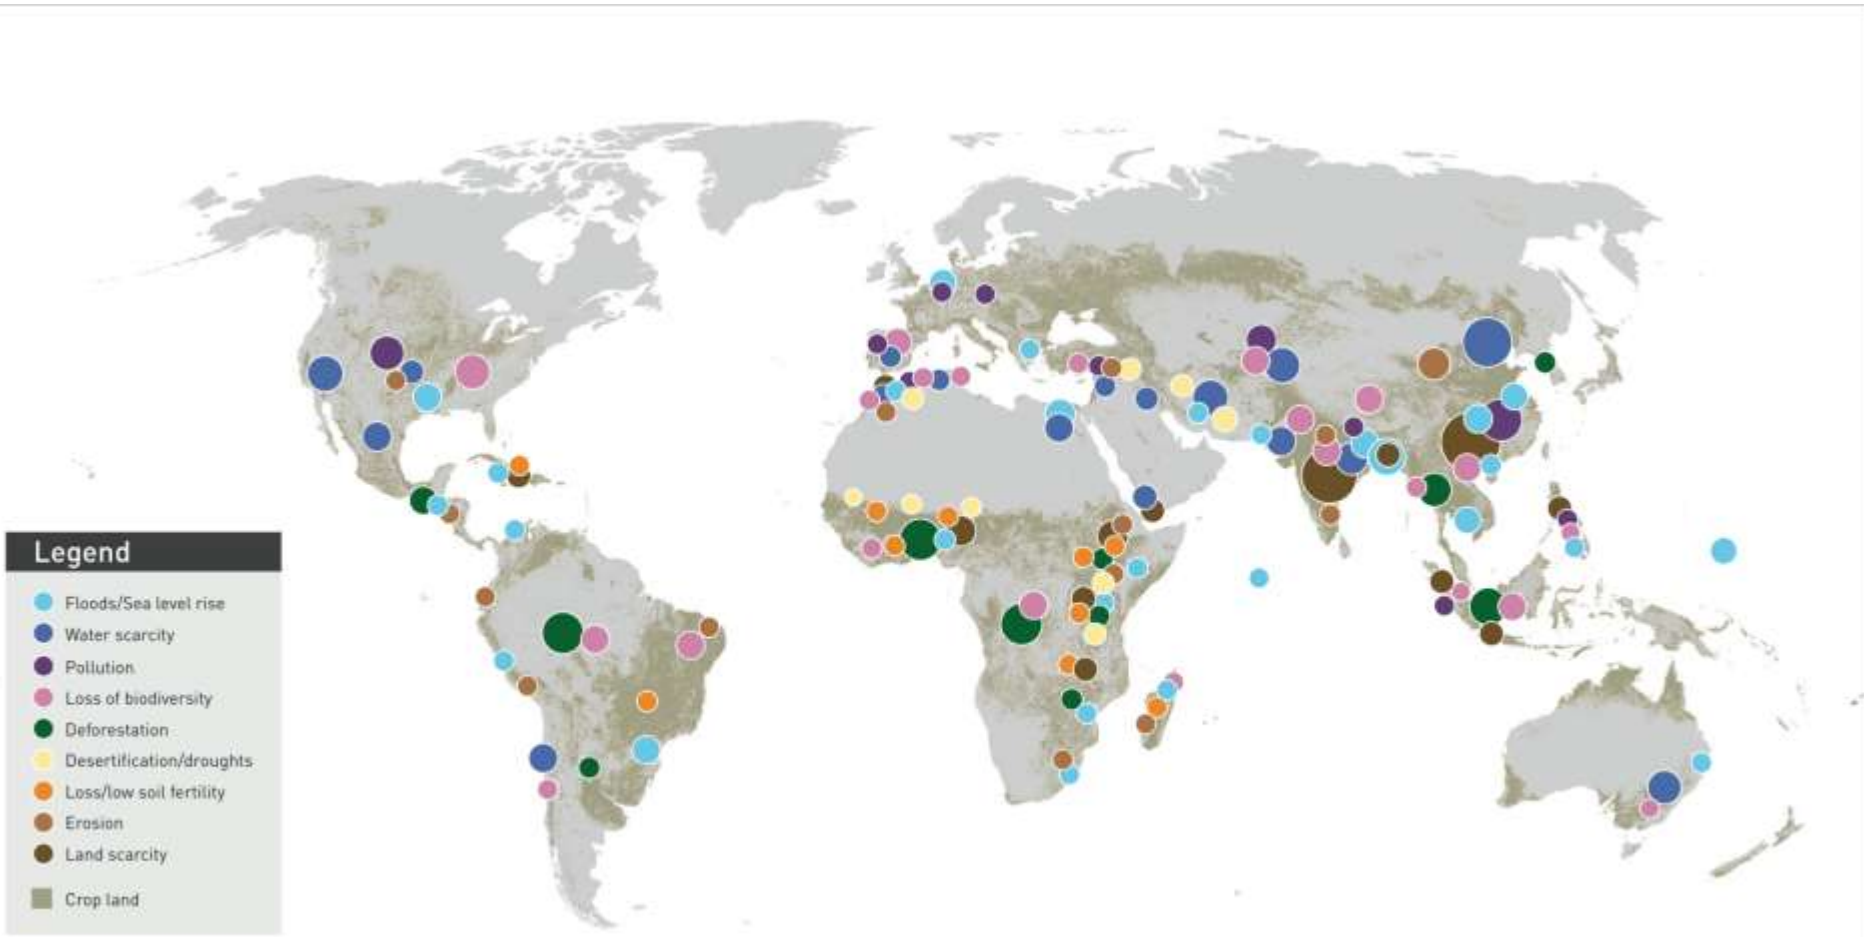 Legend
Floods/Sea level rise
Water scarcity
Pollution
Loss of biodiversity
Deforestation
Desertification/droughts
Loss/low soil fertility
Erosion
Land scarcity
Crop land